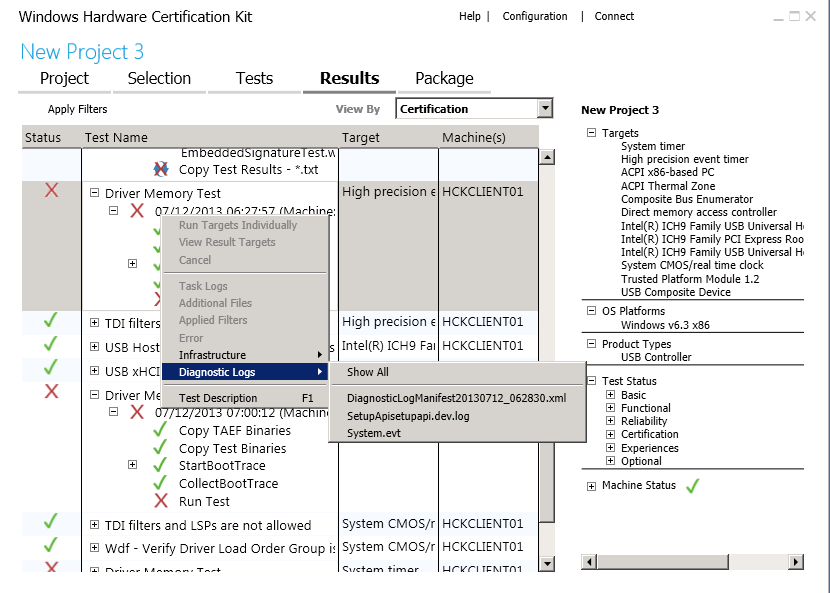 Windows Hardware Certification Kit
Help | Configuration | Connect
New Project 3
Project Selection Tests Results Package
Apply Filters View By Certification
Status Test Name Target Machine(s)
EmbeddedSignatureTest.w
Copy Test Results - *.txt
Driver Memory Test High precision e HCKCLIENT01
07/12/2013 06:27:57 (Machine:
Run Targets Individually
View Result Targets
Cancel
Task Logs
Additional Files
Applied Filters
Error
Infrastructure
Diagnostic Logs
Test Description F1
Show All
DiagnosticLogManifest20130712_062830.xml
SetupApisetupapi.dev.log
System.evt
TDI filters High precision e HCKCLIENT01
USB Host s Intel(R) ICH9 Fai HCKCLIENT01
USB xHCI
Driver Me
07/12/2013 07:00:12 (Machin
Copy TAEF Binaries
Copy Test Binaries
StartBootTrace
CollectBootTrace
Run Test
TDI filters and LSPs are not allowed System CMOS/r HCKCLIENT01
Wdf - Verify Driver Load Order Group is System CMOS/r HCKCLIENT01
Driver Memory Test System timer HCKCLIENT01
New Project 3
Targets
System timer
High precision event timer
ACPI x86-based PC
ACPI Thermal Zone
Composite Bus Enumerator
Direct memory access controller
Intel(R) ICH9 Family USB Universal H
Intel(R) ICH9 Family PCI Express Roo
Intel(R) ICH9 Family USB Universal H
System CMOS/real time clock
Trusted Platform Module 1.2
USB Composite Device
OS Platforms
Windows v6.3 x86
Product Types
USB Controller
Test Status
Basic
Functional
Reliability
Certification
Experiences
Optional
Machine Status